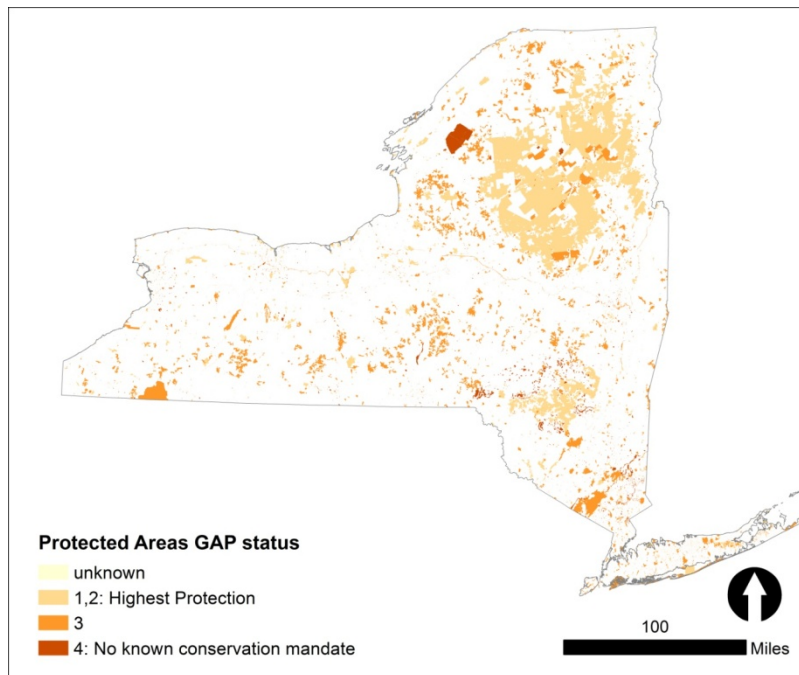 Protected Areas GAP status
unknown
1,2: Highest Protection
3
4: No known conservation mandate
100
Miles